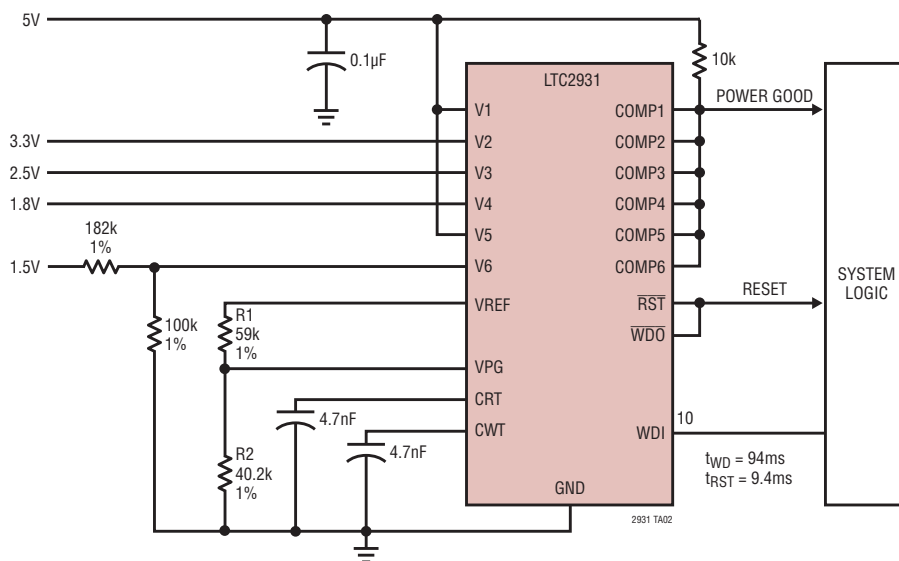 5V
0.1µF
10k
LTC2931
V1
COMP1
POWER GOOD
3.3V
V2
COMP2
2.5V
V3
COMP3
1.8V
V4
COMP4
182k
1%
V5
COMP5
1.5V
V6
COMP6
SYSTEM
LOGIC
100k
1%
R1
59k
1%
VREF
RST
RESET
WDO
VPG
CRT
4.7nF
CWT
4.7nF
WDI
10
R2
40.2k
1%
tWD = 94ms
tRST = 9.4ms
GND
2931 TA02